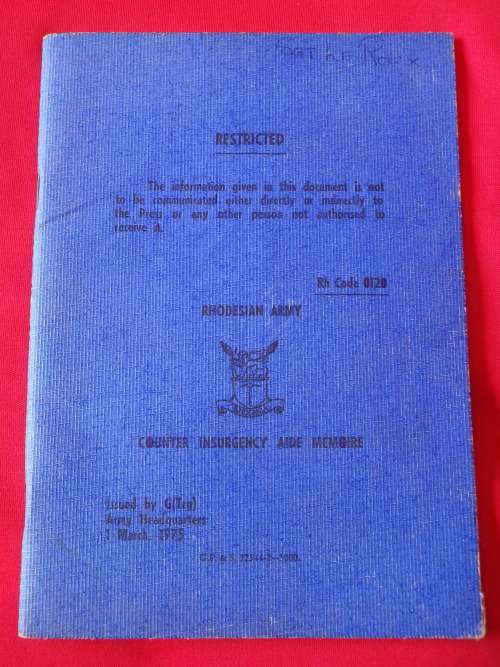 RESTRICTED
The information given in this document is not
to be communicated either directly or indirectly to
the Press or any other person not authorised to
receive it.
Rh Code 0120
RHODESIAN ARMY
COUNTER INSURGENCY AIDE MEMOIRE
Issued by G(Trg)
Army Headquarters
1 March, 1975